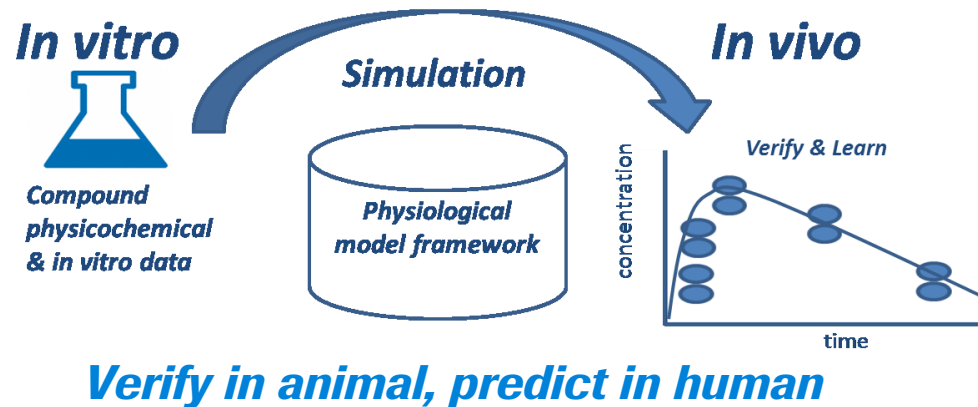 In vitro
Simulation
In vivo
Compound
physicochemical
& in vitro data
Physiological
model framework
Verify & Learn
concentration
time
Verify in animal, predict in human